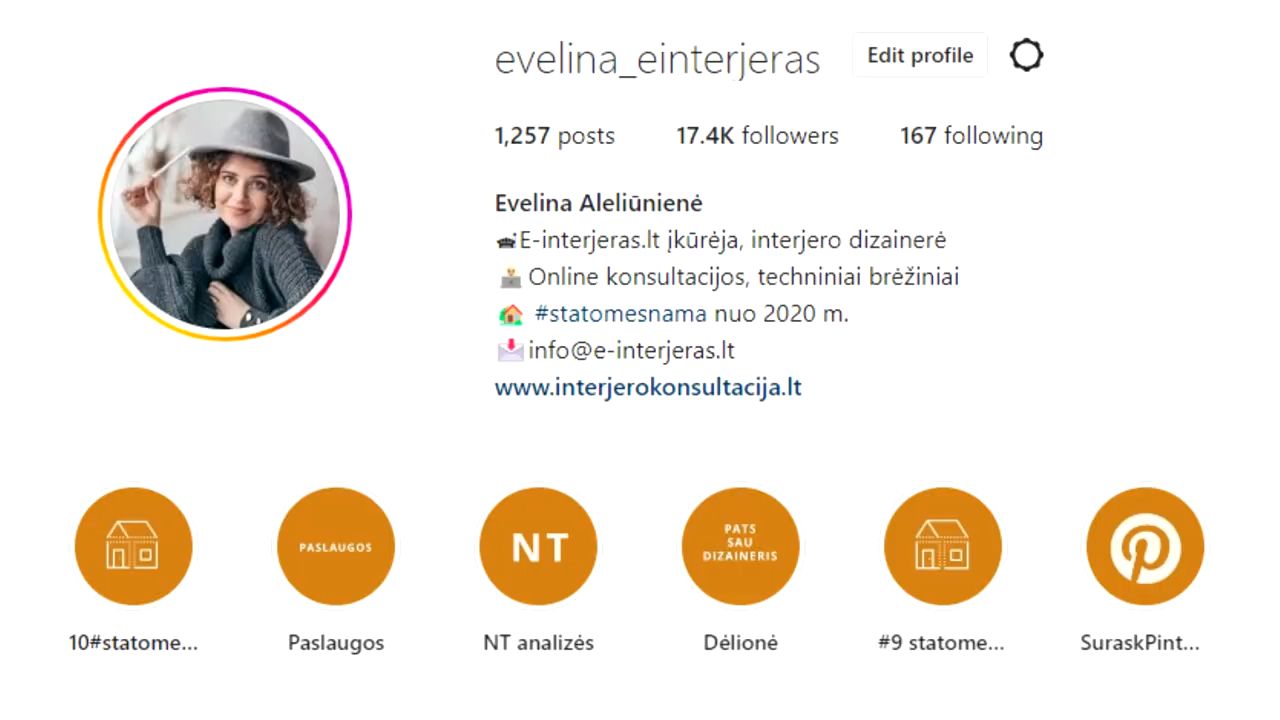 evelina_einterjeras Edit profile
1,257 posts 17.4K followers 167 following
Evelina Aleliūnienė
E-interjeras.lt įkūrėja, interjero dizainerė
Online konsultacijos, techniniai brėžiniai
#statomesnama nuo 2020 m.
info@e-interjeras.lt
www.interjerokonsultacija.lt
PASLAUGOS
NT
PATS
SAU
DIZAINERIS
10#statome... Paslaugos NT analizės Dėlionė #9 statome... SuraskPint...